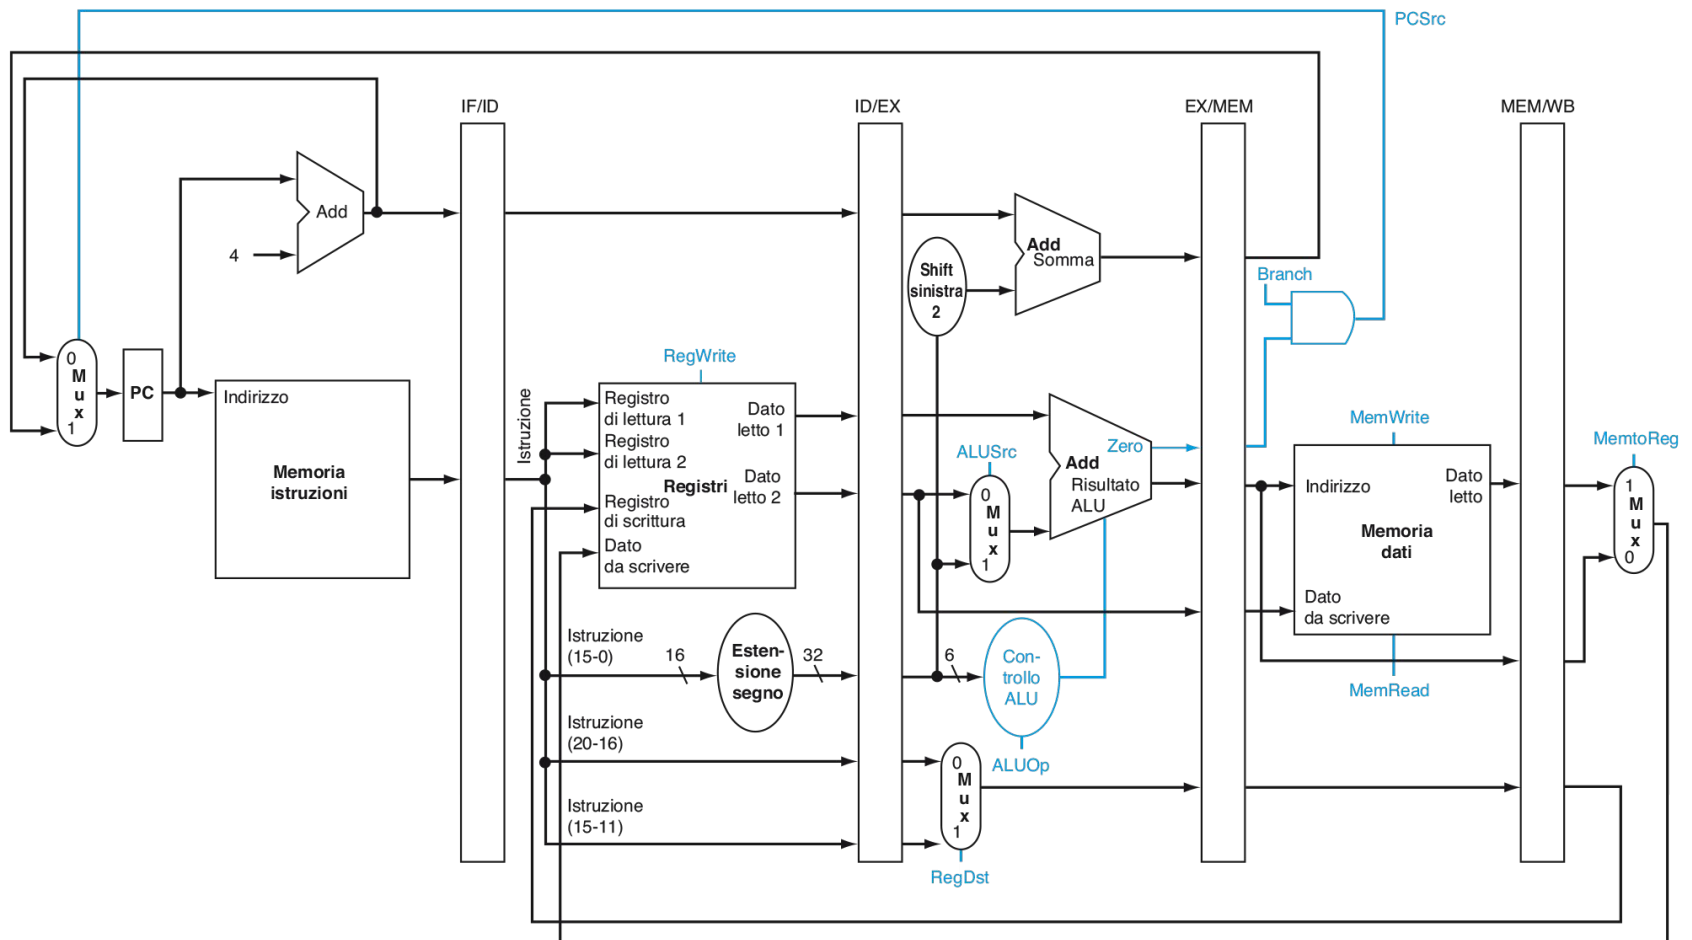 PCSrc
IF/ID
ID/EX
EX/MEM
MEM/WB
Add
4
Add
Somma
Shift
sinistra
2
Branch
0
M
u
x
1
PC
Indirizzo
Memoria
istruzioni
Istruzione
RegWrite
Registro
di lettura 1
Registro
di lettura 2
Registro
di scrittura
Dato
da scrivere
Registri
Dato
letto 1
Dato
letto 2
ALUSrc
0
M
u
x
1
Zero
Add
Risultato
ALU
MemWrite
Indirizzo
Dato
letto
Memoria
dati
Dato
da scrivere
MemRead
MemtoReg
1
M
u
x
0
Istruzione
(15-0)
16
Esten-
sione
segno
32
6
Con-
trollo
ALU
ALUOp
Istruzione
(20-16)
Istruzione
(15-11)
0
M
u
x
1
RegDst